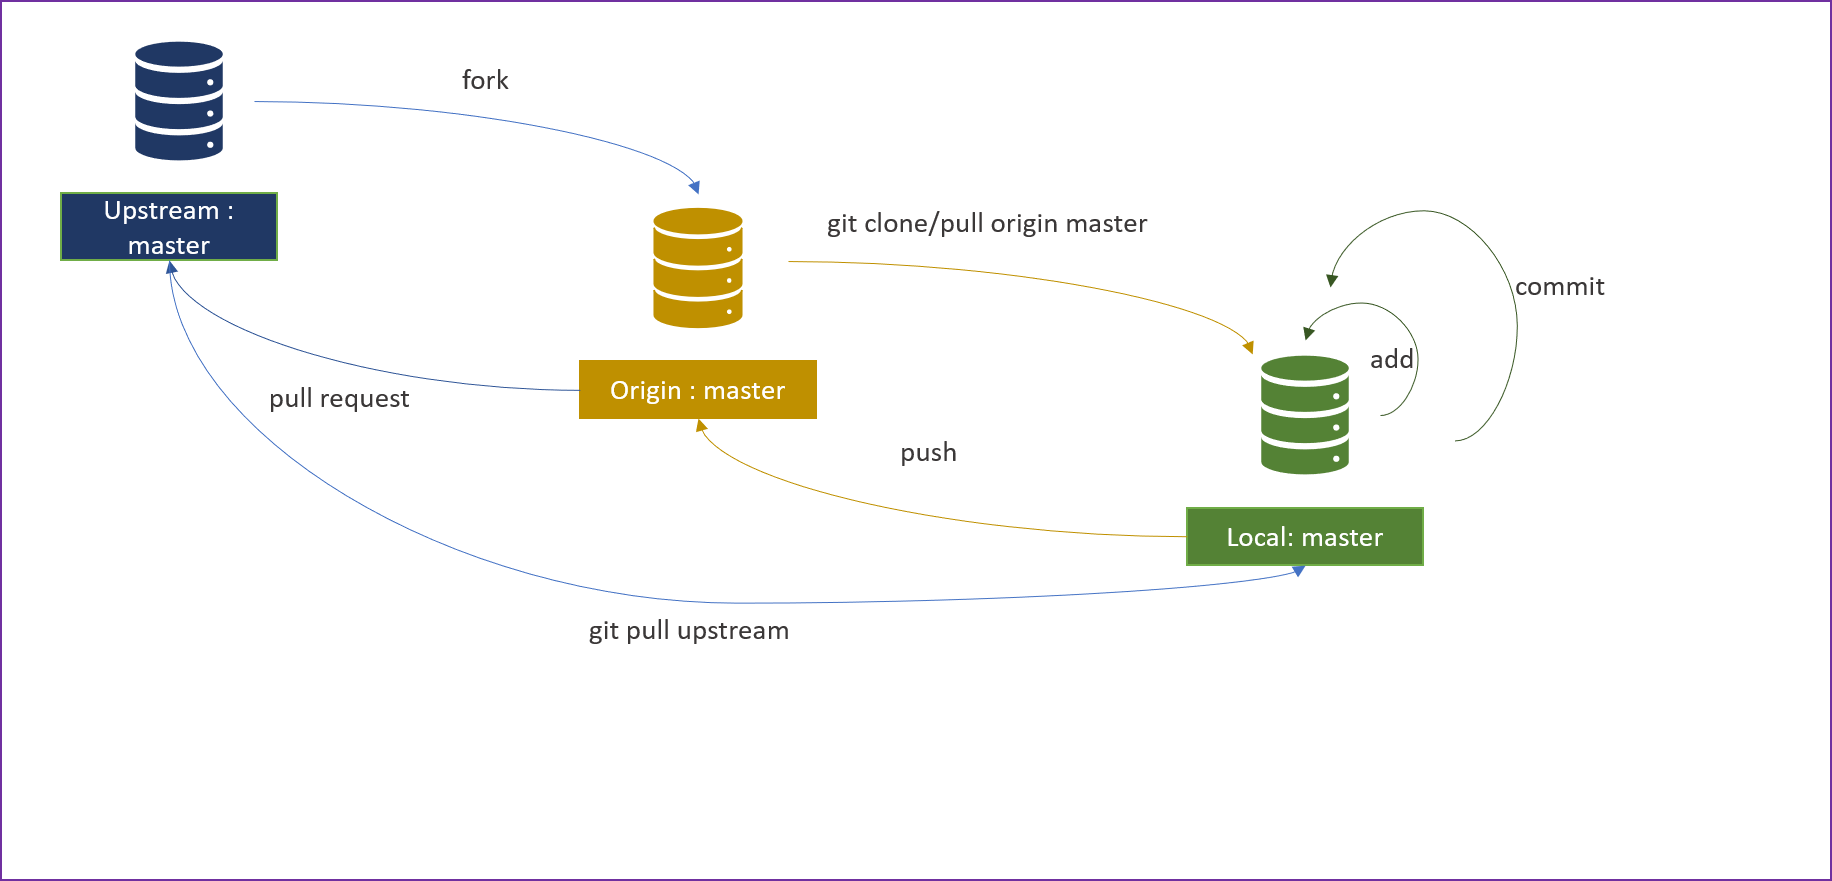 fork
Upstream :
master
git clone/pull origin master
commit
add
pull request
Origin : master
push
Local: master
git pull upstream